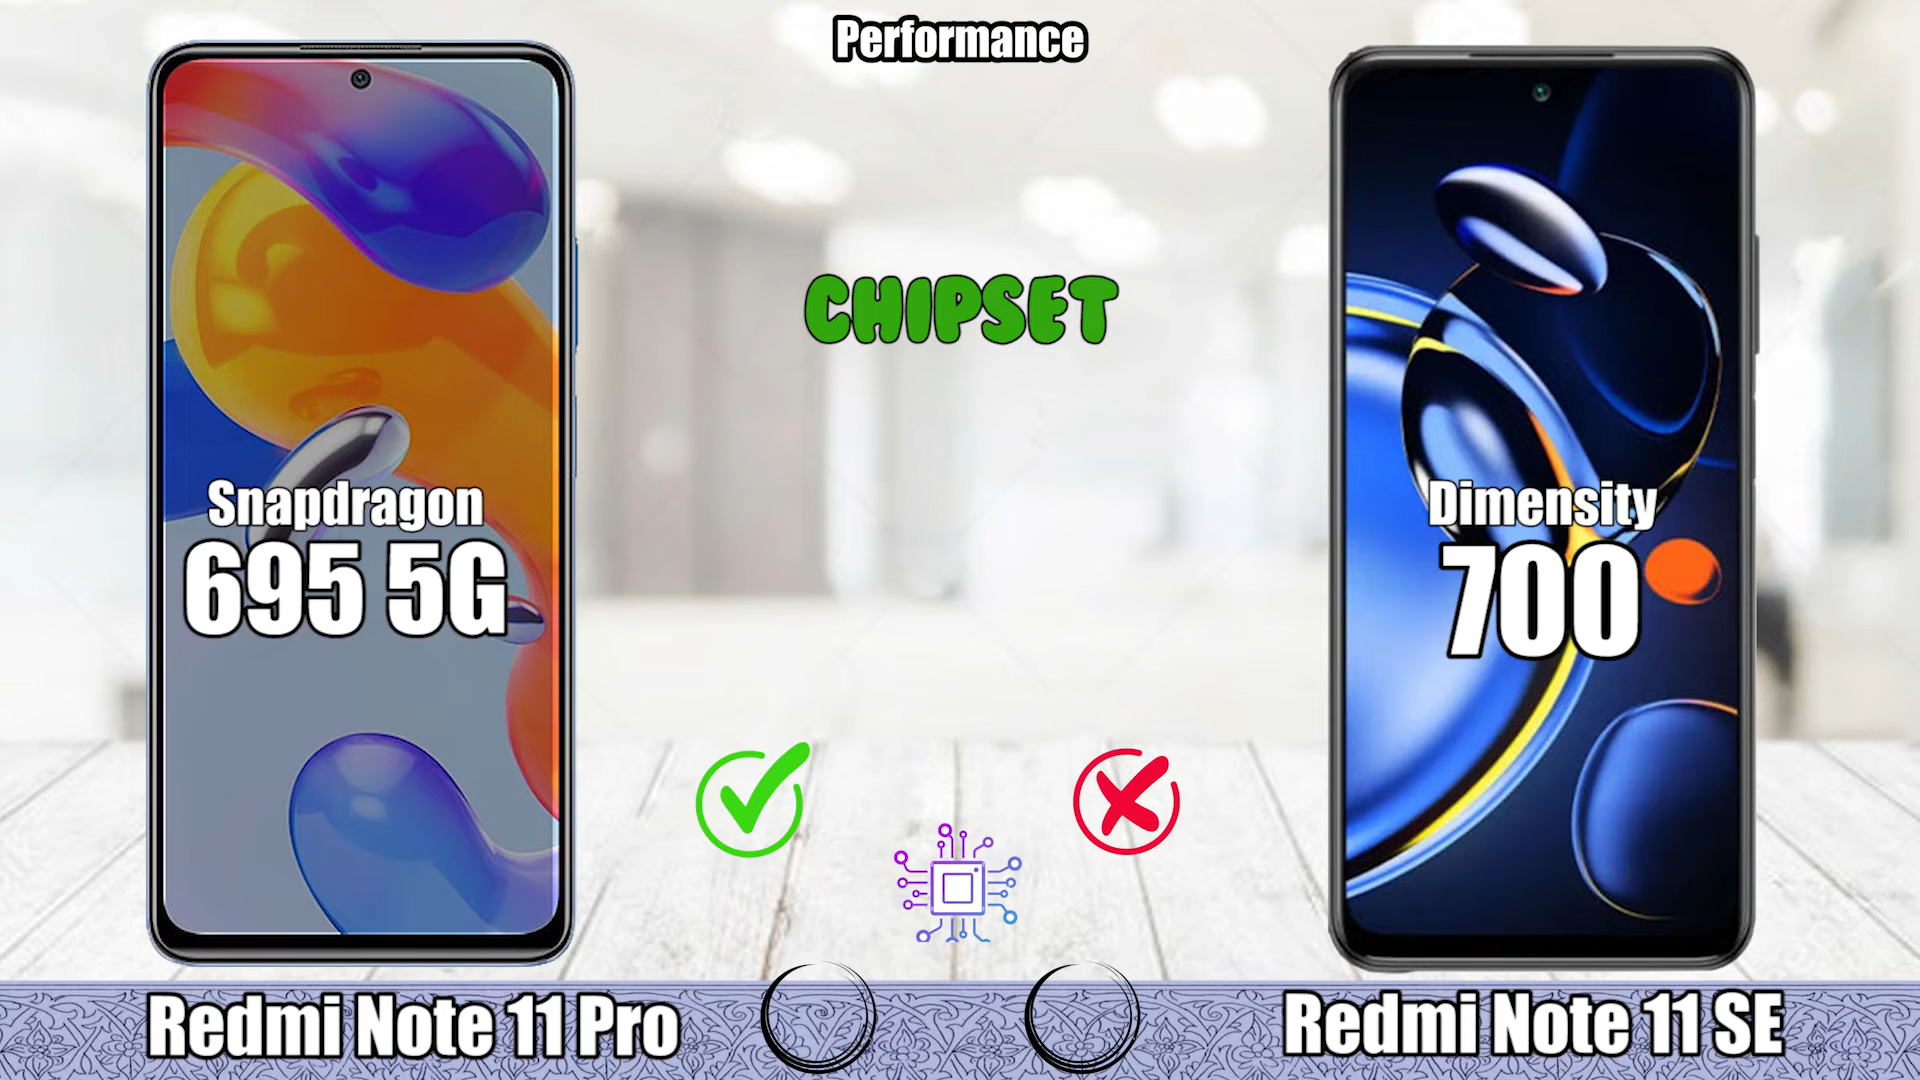 Performance
CHIPSET
Snapdragon
695 5G
Dimensity
700
Redmi Note 11 Pro
Redmi Note 11 SE